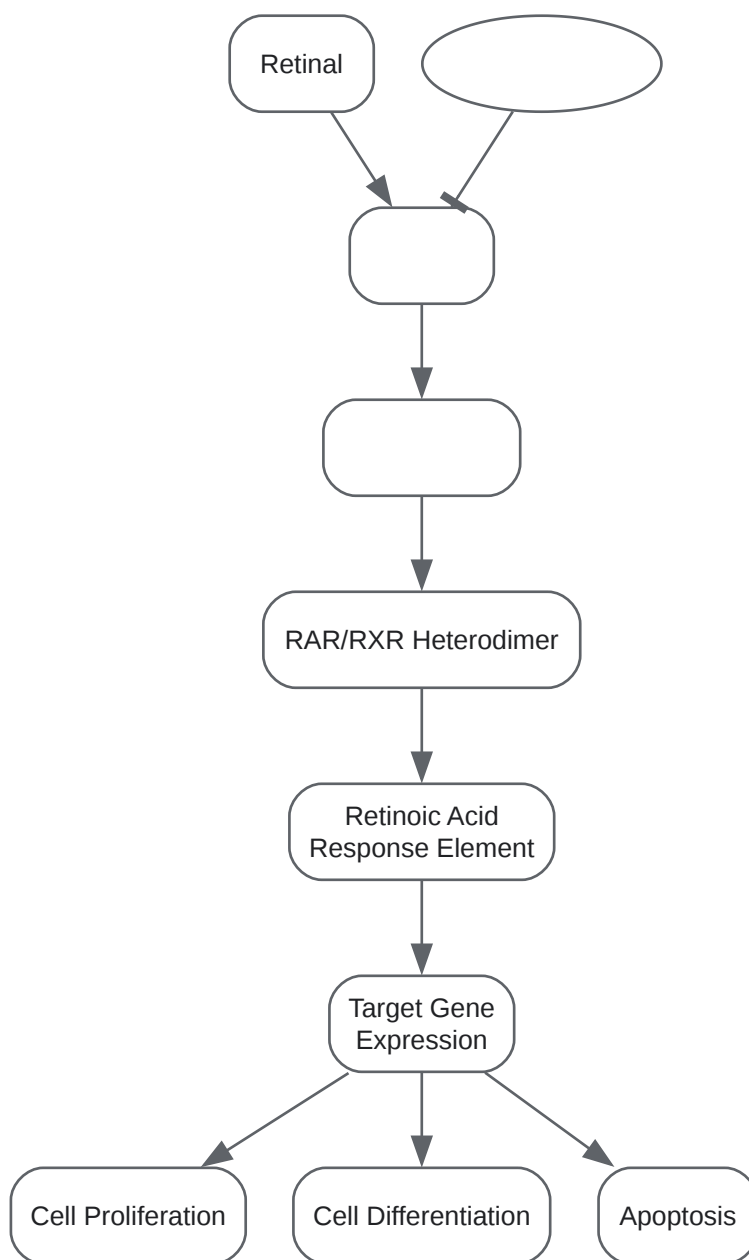 Retinal
RAR/RXR Heterodimer
Retinoic Acid
Response Element
Target Gene
Expression
Cell Proliferation
Cell Differentiation
Apoptosis